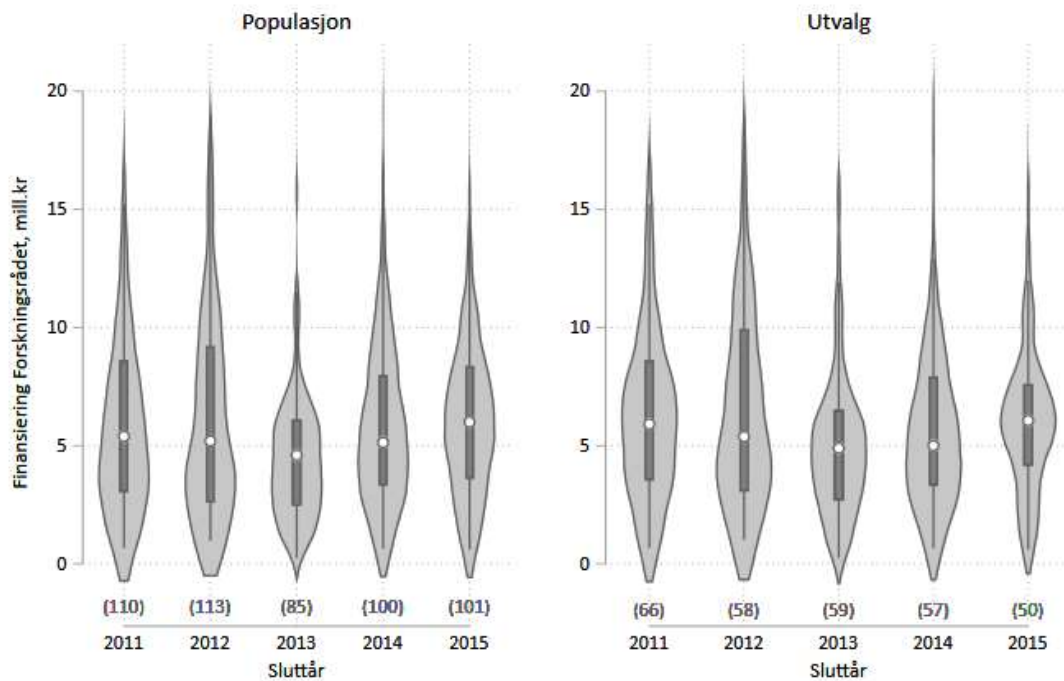 Populasjon
Utvalg
Finansiering Forskningsrådet, mill.kr
20
15
10
5
0
(110) (113) (85) (100) (101)
2011 2012 2013 2014 2015
Sluttår
20
15
10
5
0
(66) (58) (59) (57) (50)
2011 2012 2013 2014 2015
Sluttår